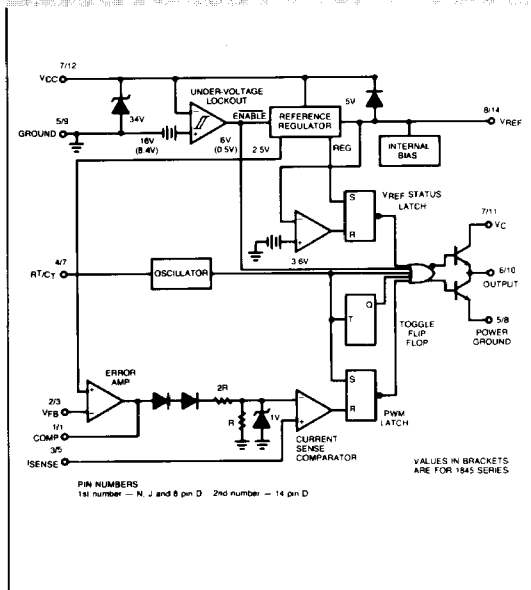 7/12
VCC
UNDER-VOLTAGE
LOCKOUT
34V
ENABLE
5V
REFERENCE
REGULATOR
8/14
VREF
5/9
GROUND
16V
(8.4V)
6V
(0.5V)
2.5V
REG
INTERNAL
BIAS
S
R
VREF STATUS
LATCH
7/11
VC
3.6V
4/7
RT/CT
OSCILLATOR
6/10
OUTPUT
Q
T
TOGGLE
FLIP
FLOP
5/8
POWER
GROUND
ERROR
AMP
2R
S
R
2/3
VFB
1/1
COMP
R
1V
PWM
LATCH
3/5
ISENSE
CURRENT
SENSE
COMPARATOR
VALUES IN BRACKETS
ARE FOR 1845 SERIES
PIN NUMBERS
1st number — N, J and 8 pin D 2nd number — 14 pin D